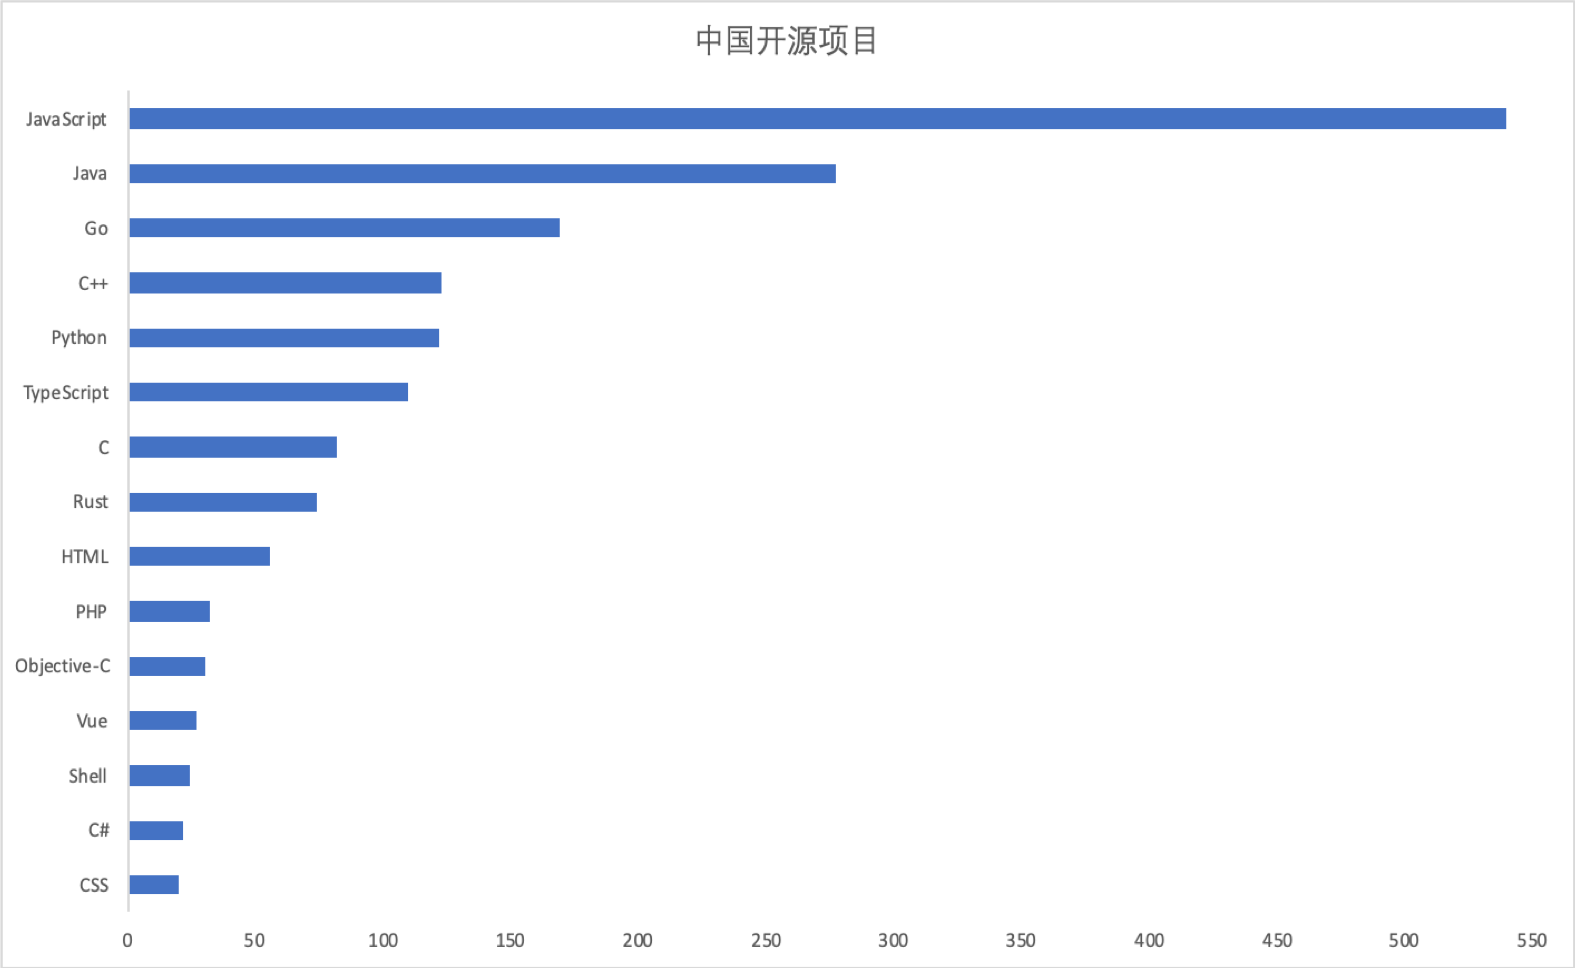 中国开源项目
JavaScript
Java
Go
C++
Python
TypeScript
C
Rust
HTML
PHP
Objective-C
Vue
Shell
C#
CSS
0 50 100 150 200 250 300 350 400 450 500 550